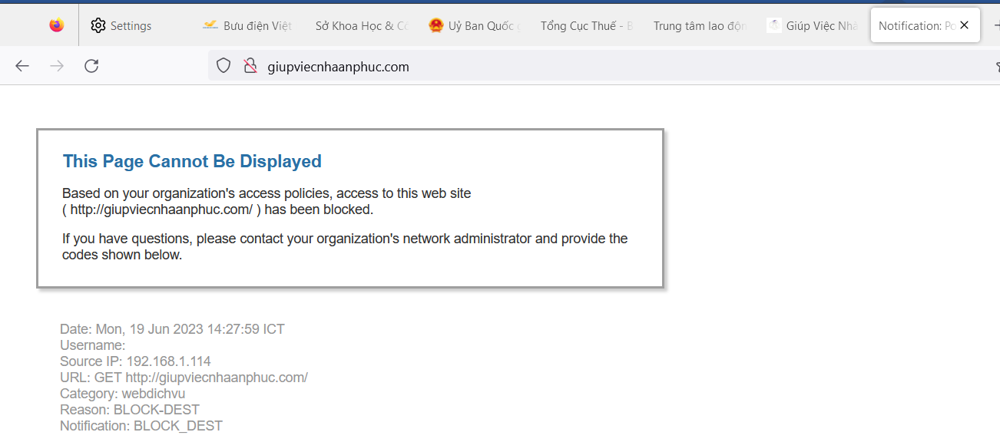 Settings
Bưu điện Việt
Sở Khoa Học &
Uỷ Ban Quốc
Tổng Cục Thuế - B
Trung tâm lao độn
Giúp Việc Nhà
Notification: Po
giupviecnhaanphuc.com
This Page Cannot Be Displayed
Based on your organization's access policies, access to this web site
( http://giupviecnhaanphuc.com/ ) has been blocked.
If you have questions, please contact your organization's network administrator and provide the
codes shown below.
Date: Mon, 19 Jun 2023 14:27:59 ICT
Username:
Source IP: 192.168.1.114
URL: GET http://giupviecnhaanphuc.com/
Category: webdichvu
Reason: BLOCK-DEST
Notification: BLOCK_DEST